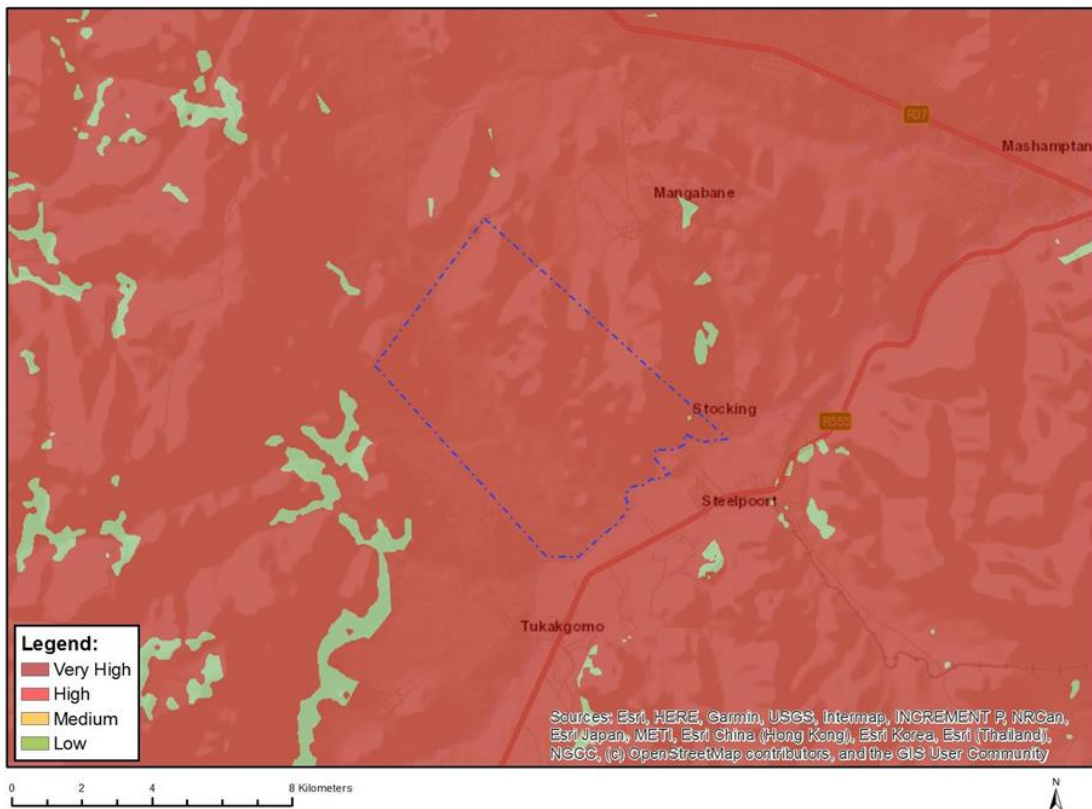 R37
Mashamptan
Mangabane
Stocking
R555
Steelpoort
Tukakgomo
Legend:
Very High
High
Medium
Low
Sources: Esri, HERE, Garmin, USGS, Intermap, INCREMENT P, NRCan,
Esri Japan, METI, Esri China (Hong Kong), Esri Korea, Esri (Thailand),
NGCC, (c) OpenStreetMap contributors, and the GIS User Community
0 2 4 8 Kilometers
N